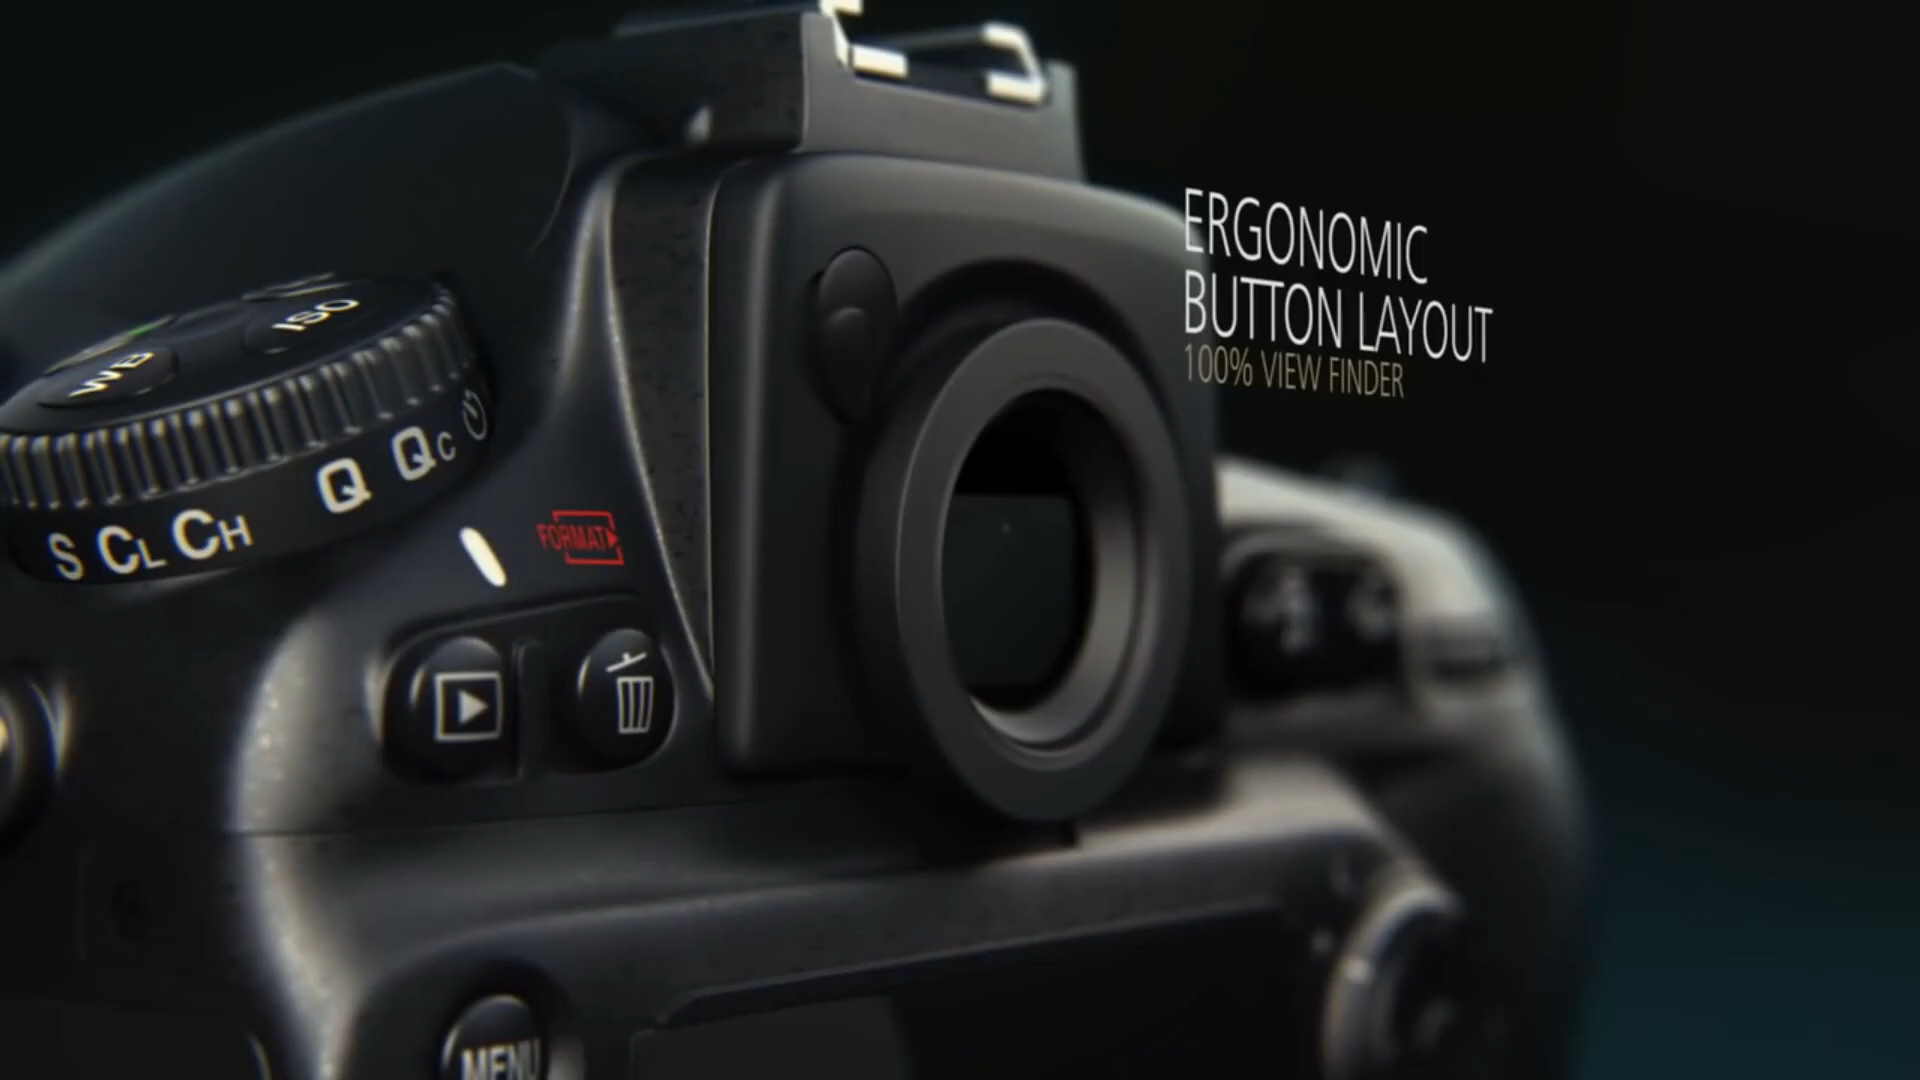 ERGONOMIC
BUTTON LAYOUT
100% VIEW FINDER
ISO
WB
Q Qc
S CL CH
FORMAT
MENU